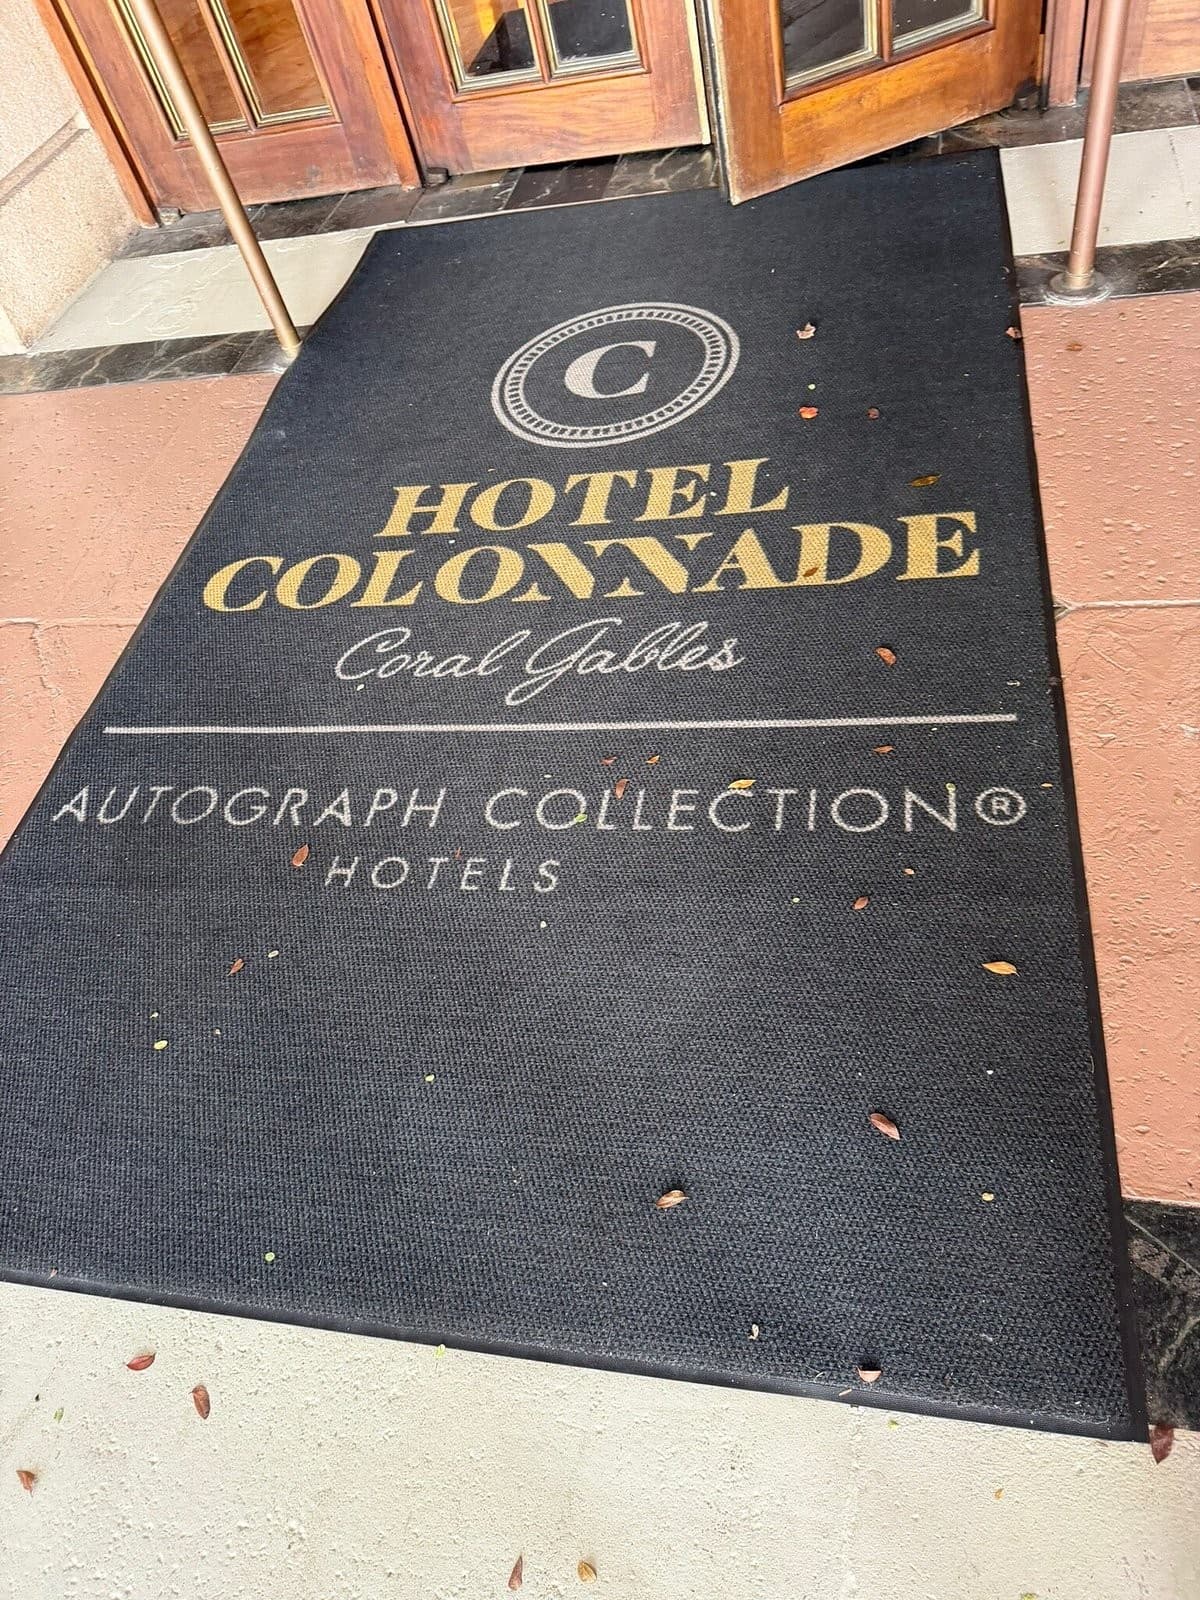 C
HOTEL
COLONNADE
Coral Gables
AUTOGRAPH COLLECTION®
HOTELS